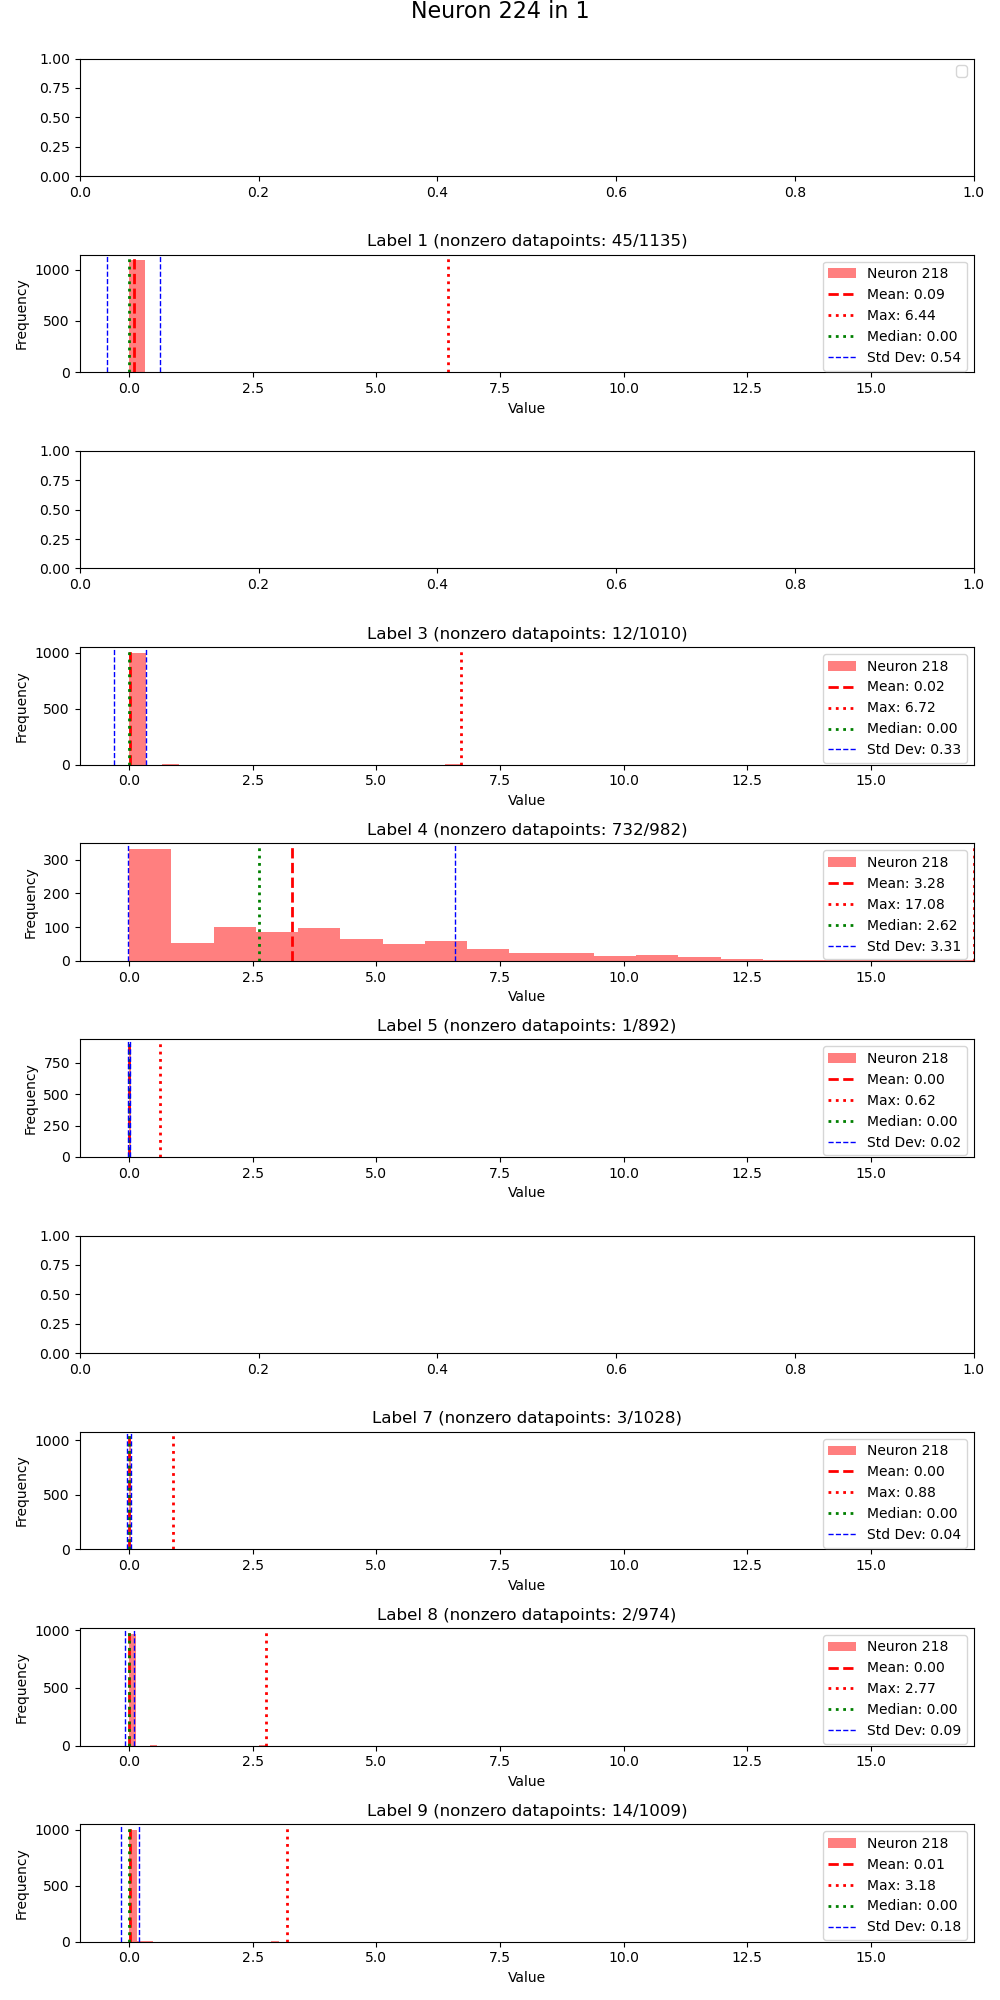 Neuron 224 in 1
1.00
0.75
0.50
0.25
0.00
0.0 0.2 0.4 0.6 0.8 1.0
Label 1 (nonzero datapoints: 45/1135)
Frequency
1000
500
0
Neuron 218
Mean: 0.09
Max: 6.44
Median: 0.00
Std Dev: 0.54
0.0 2.5 5.0 7.5 10.0 12.5 15.0
Value
1.00
0.75
0.50
0.25
0.00
0.0 0.2 0.4 0.6 0.8 1.0
Label 3 (nonzero datapoints: 12/1010)
Frequency
1000
500
0
Neuron 218
Mean: 0.02
Max: 6.72
Median: 0.00
Std Dev: 0.33
0.0 2.5 5.0 7.5 10.0 12.5 15.0
Value
Label 4 (nonzero datapoints: 732/982)
Frequency
300
200
100
0
Neuron 218
Mean: 3.28
Max: 17.08
Median: 2.62
Std Dev: 3.31
0.0 2.5 5.0 7.5 10.0 12.5 15.0
Value
Label 5 (nonzero datapoints: 1/892)
Frequency
750
500
250
0
Neuron 218
Mean: 0.00
Max: 0.62
Median: 0.00
Std Dev: 0.02
0.0 2.5 5.0 7.5 10.0 12.5 15.0
Value
1.00
0.75
0.50
0.25
0.00
0.0 0.2 0.4 0.6 0.8 1.0
Label 7 (nonzero datapoints: 3/1028)
Frequency
1000
500
0
Neuron 218
Mean: 0.00
Max: 0.88
Median: 0.00
Std Dev: 0.04
0.0 2.5 5.0 7.5 10.0 12.5 15.0
Value
Label 8 (nonzero datapoints: 2/974)
Frequency
1000
500
0
Neuron 218
Mean: 0.00
Max: 2.77
Median: 0.00
Std Dev: 0.09
0.0 2.5 5.0 7.5 10.0 12.5 15.0
Value
Label 9 (nonzero datapoints: 14/1009)
Frequency
1000
500
0
Neuron 218
Mean: 0.01
Max: 3.18
Median: 0.00
Std Dev: 0.18
0.0 2.5 5.0 7.5 10.0 12.5 15.0
Value